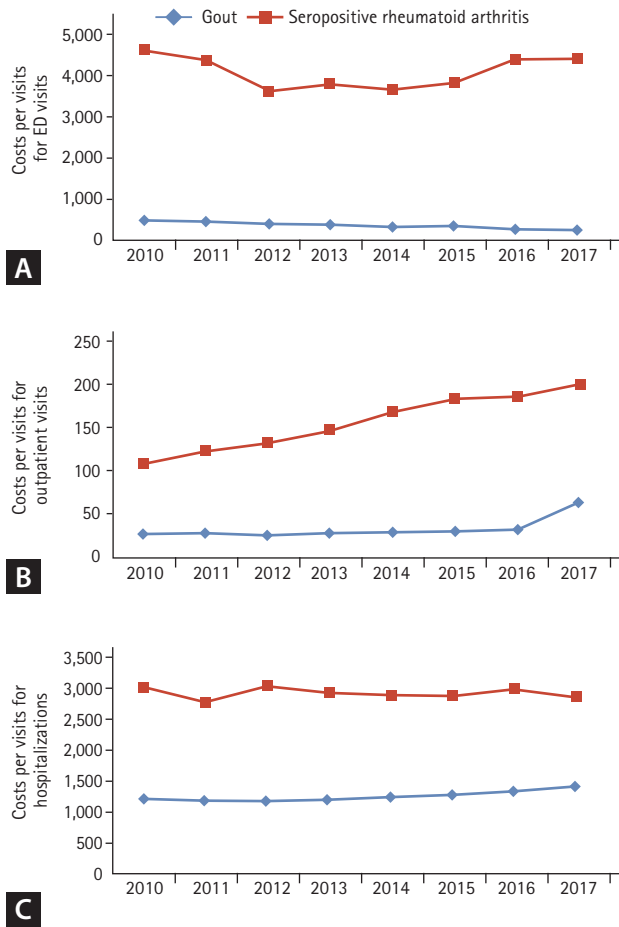 Gout Seropositive rheumatoid arthritis
Costs per visits
for ED visits
5,000
4,000
3,000
2,000
1,000
0
2010 2011 2012 2013 2014 2015 2016 2017
A
Costs per visits for
outpatient visits
250
200
150
100
50
0
2010 2011 2012 2013 2014 2015 2016 2017
B
Costs per visits for
hospitalizations
3,500
3,000
2,500
2,000
1,500
1,000
500
0
2010 2011 2012 2013 2014 2015 2016 2017
C